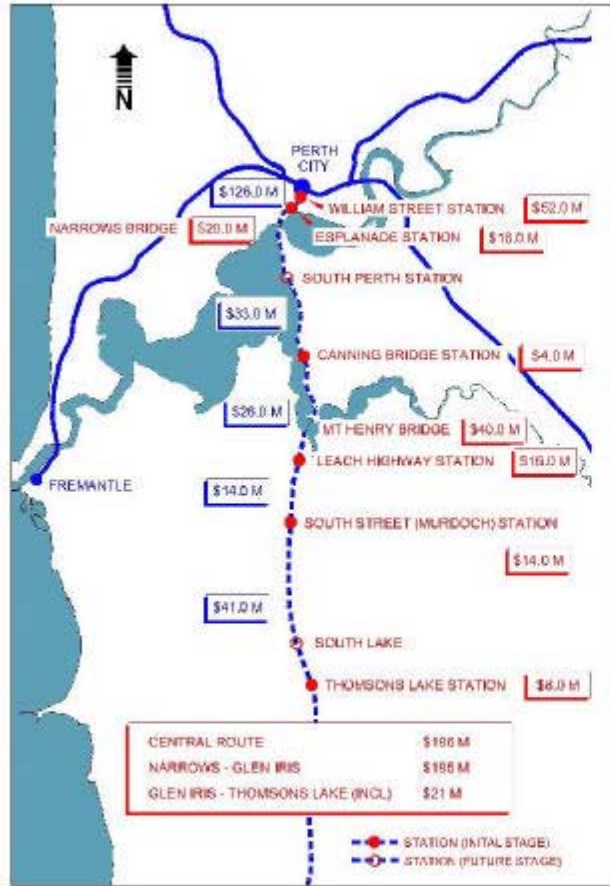 N
PERTH
CITY
$126.0 M
WILLIAM STREET STATION $52.0 M
NARROWS BRIDGE $20.0 M
ESPLANADE STATION $18.0 M
SOUTH PERTH STATION
$33.0 M
CANNING BRIDGE STATION $4.0 M
$26.0 M
MT HENRY BRIDGE $40.0 M
LEACH HIGHWAY STATION $16.0 M
FREMANTLE
$14.0 M
SOUTH STREET (MURDOCH) STATION
$14.0 M
$41.0 M
SOUTH LAKE
THOMSONS LAKE STATION $8.0 M
CENTRAL ROUTE $196 M
NARROWS - GLEN IRIS $195 M
GLEN IRIS - THOMSONS LAKE (INCL) $21 M
STATION (INITAL STAGE)
STATION (FUTURE STAGE)